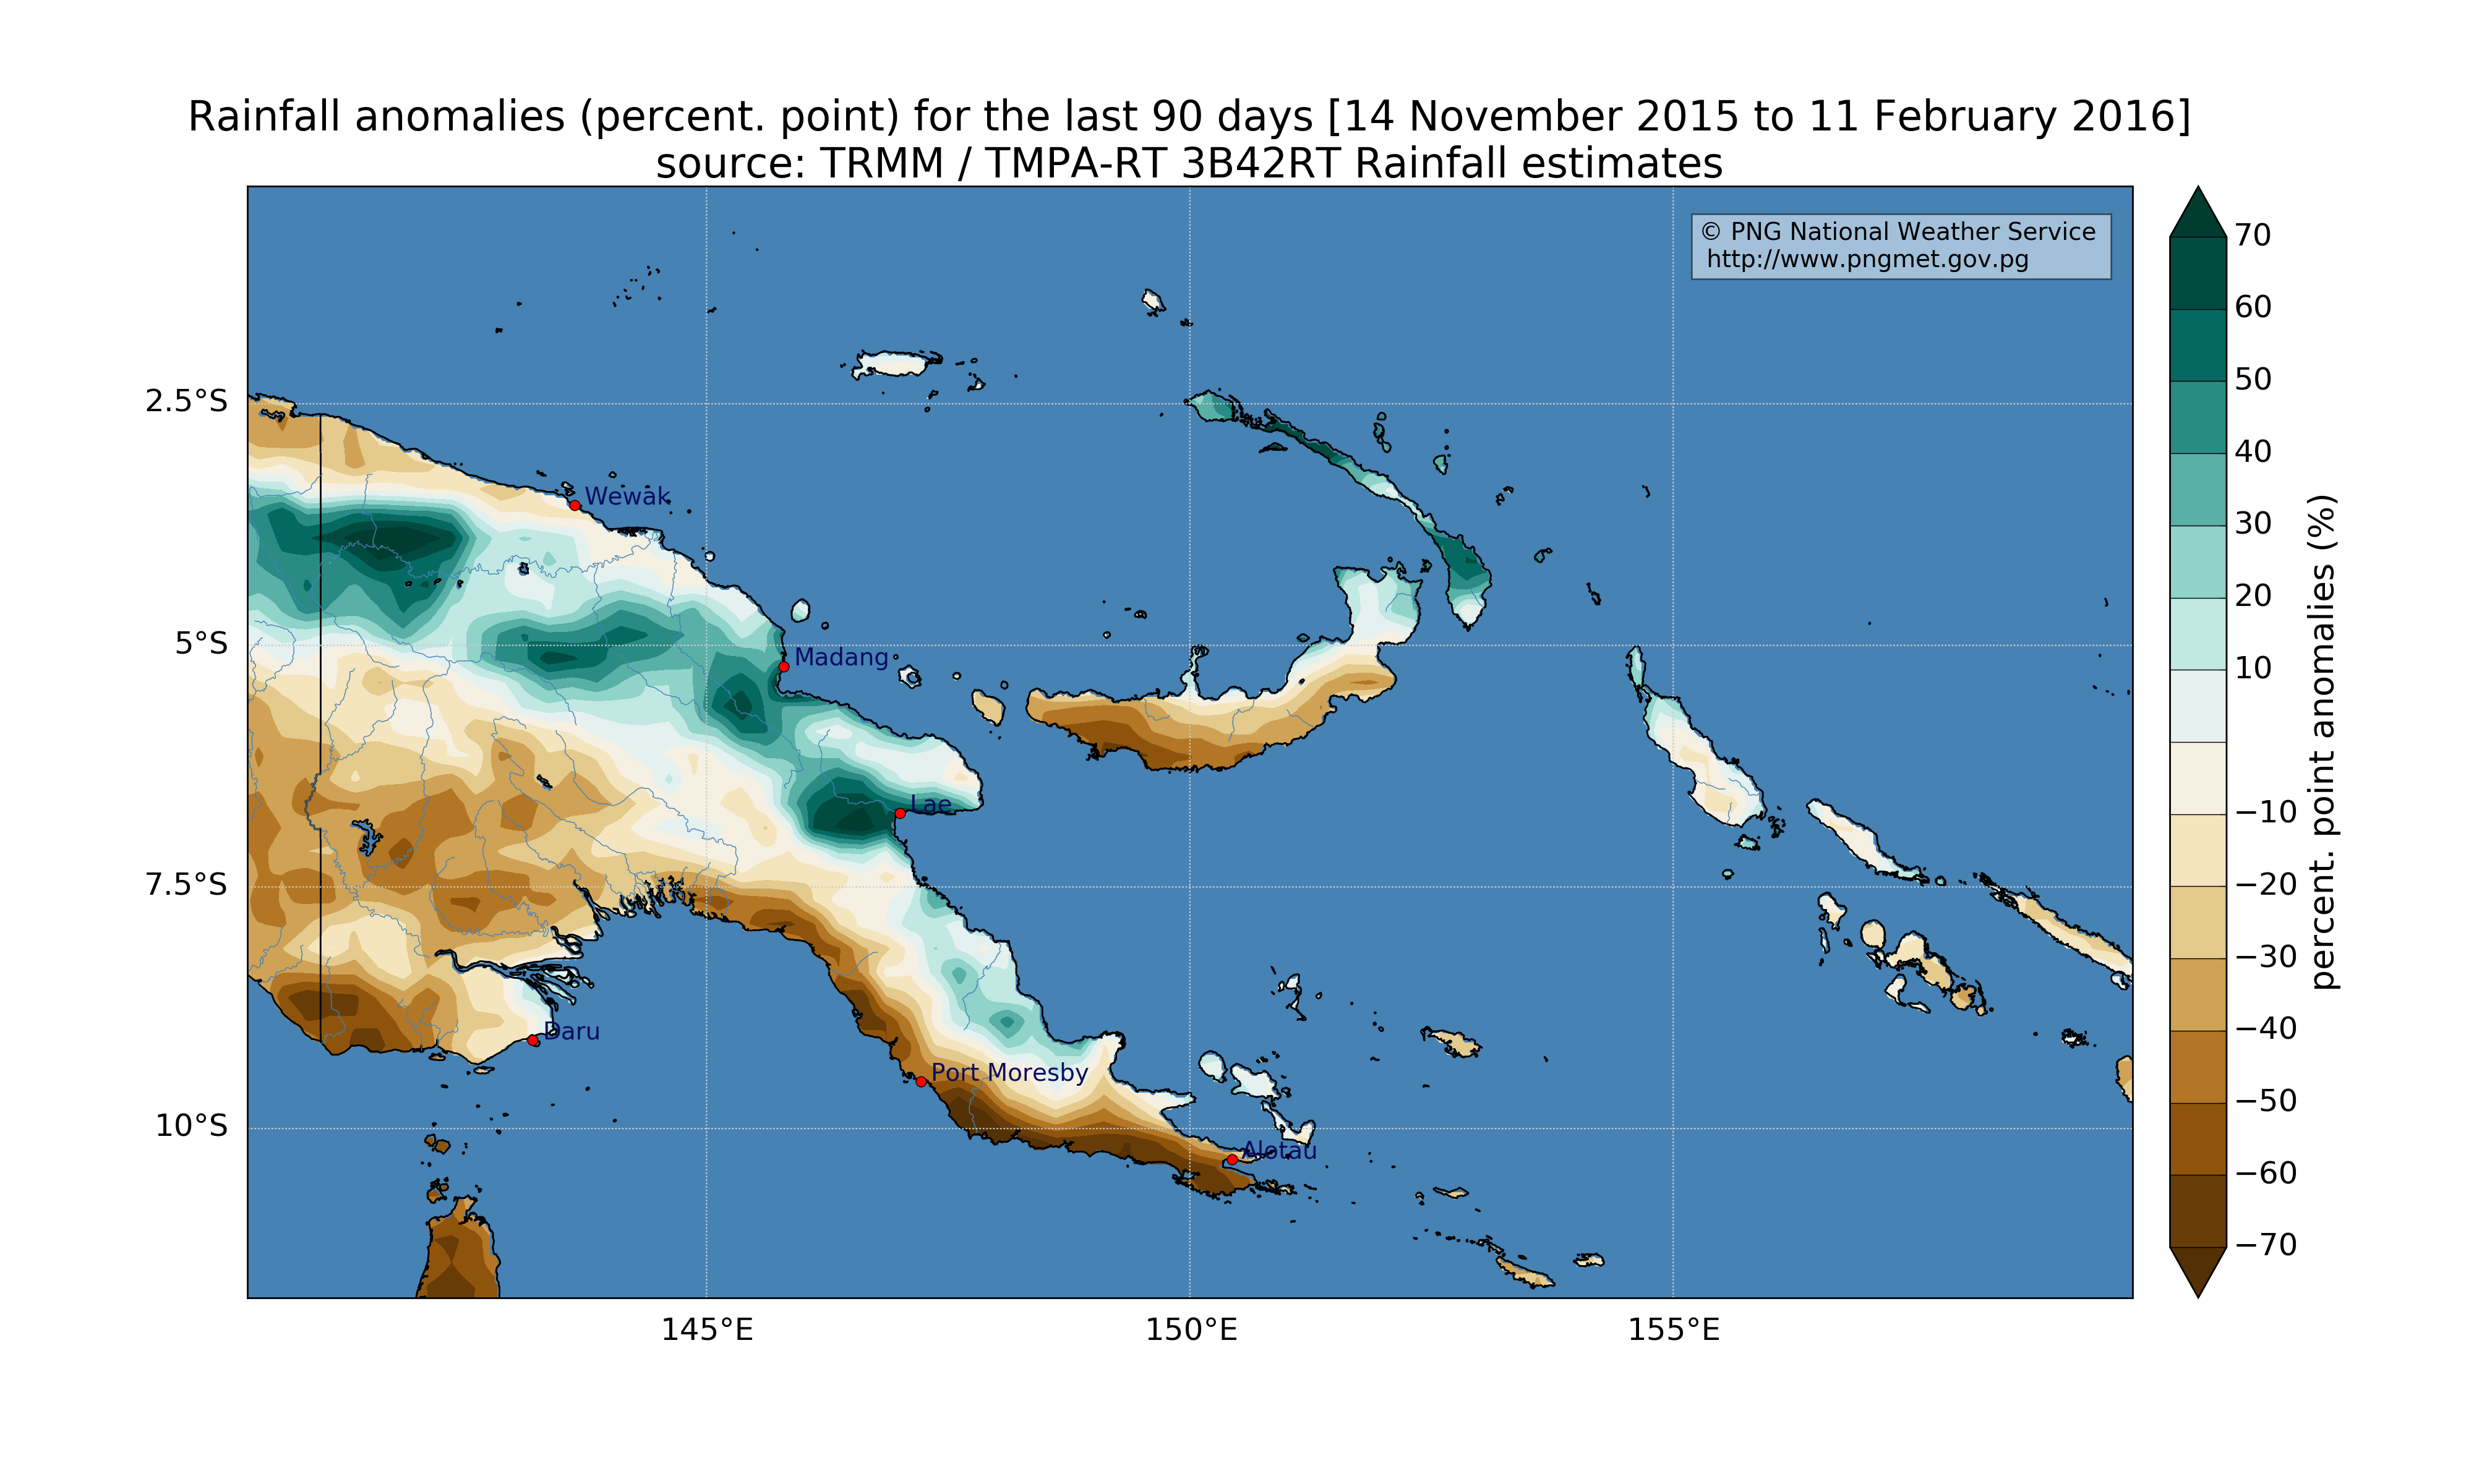 Rainfall anomalies (percent. point) for the last 90 days [14 November 2015 to 11 February 2016]
source: TRMM / TMPA-RT 3B42RT Rainfall estimates
© PNG National Weather Service
http://www.pngmet.gov.pg
2.5°S
5°S
7.5°S
10°S
145°E
150°E
155°E
Wewak
Madang
Lae
Daru
Port Moresby
Alotau
70
60
50
40
30
20
10
−10
−20
−30
−40
−50
−60
−70
percent. point anomalies (%)